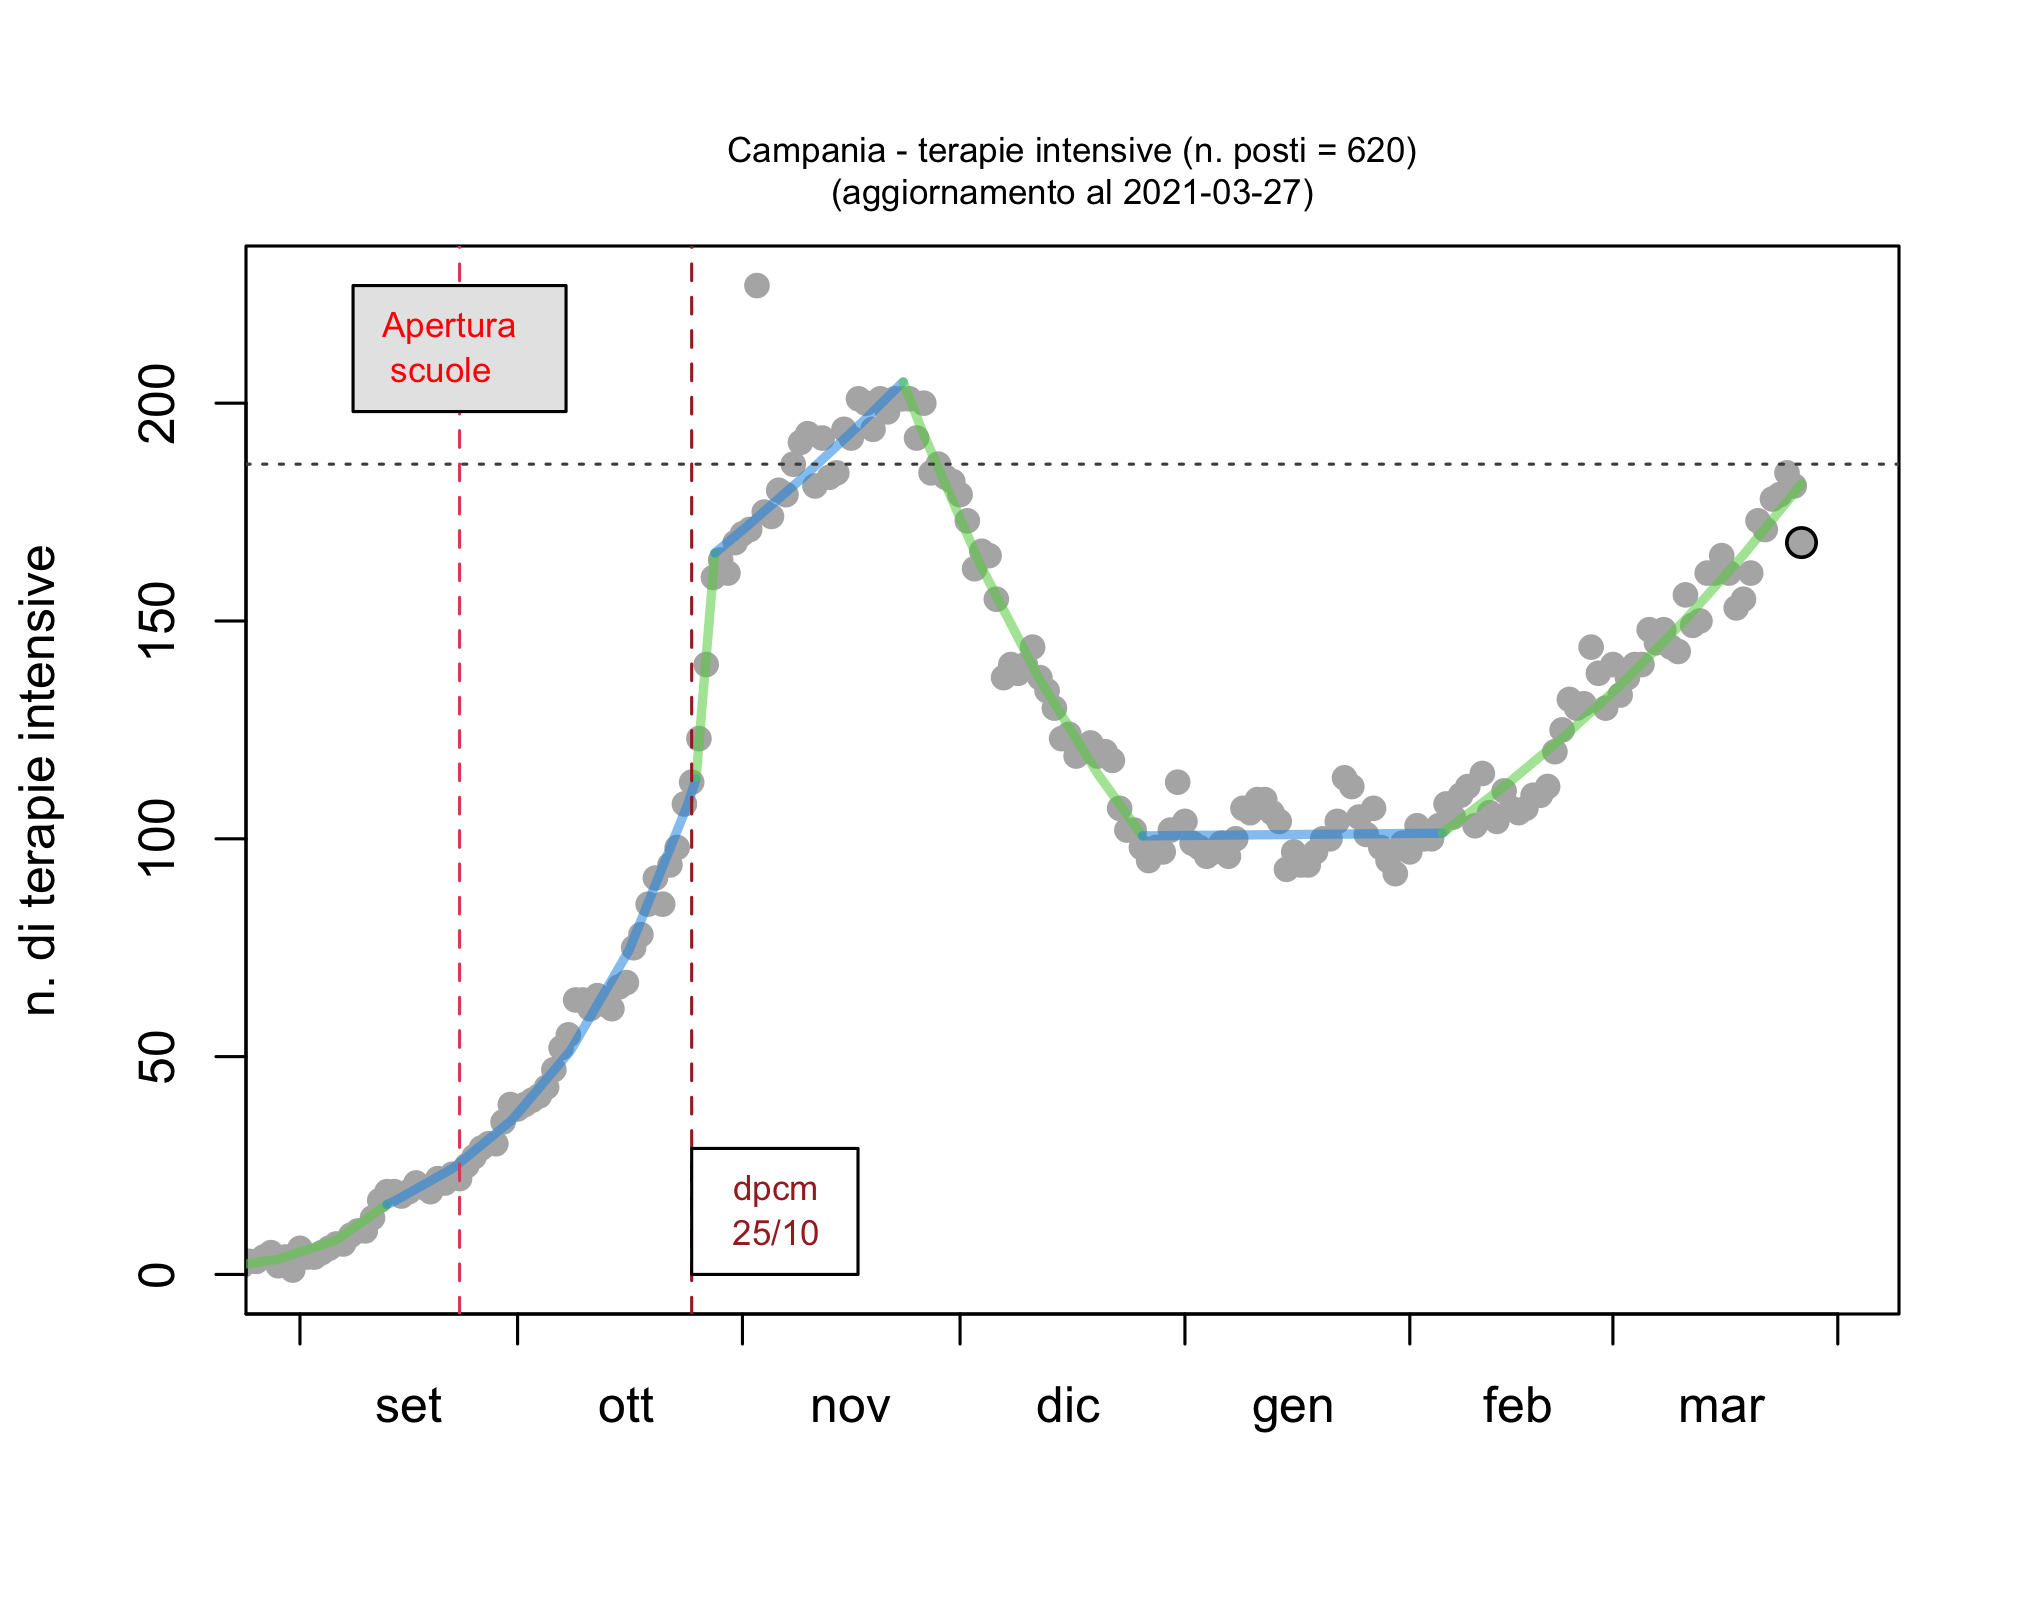 Campania - terapie intensive (n. posti = 620)
(aggiornamento al 2021-03-27)
Apertura
scuole
n. di terapie intensive
200
150
100
50
0
dpcm
25/10
set ott nov dic gen feb mar